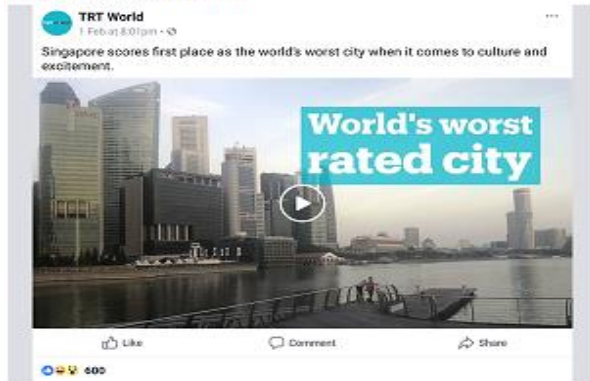 TRT World
1 Feb at 8:01pm ·
Singapore scores first place as the world's worst city when it comes to culture and
excitement.
World's worst
rated city
Like
Comment
Share
600